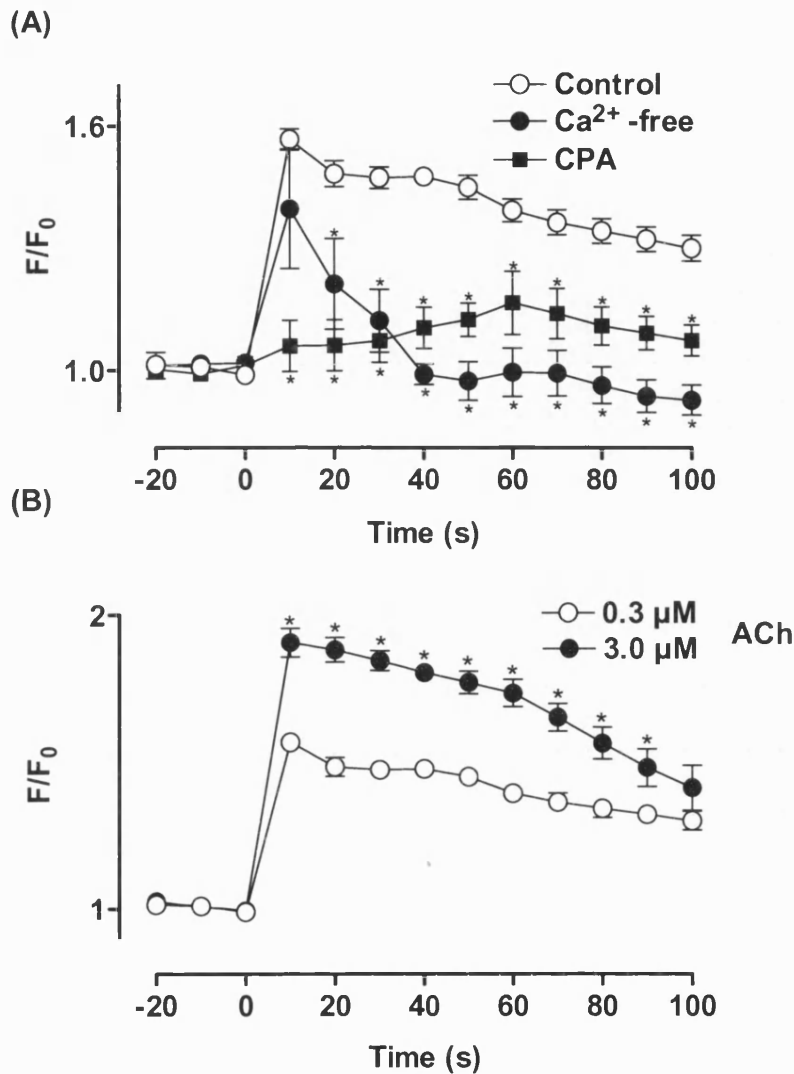 (A)
Control
Ca²⁺ -free
CPA
1.6
1.0
F/F₀
* * * * * * * * *
* * * * * * * * * *
-20 0 20 40 60 80 100
Time (s)
(B)
0.3 µM
3.0 µM
ACh
2
1
F/F₀
* * * * * * * * *
-20 0 20 40 60 80 100
Time (s)